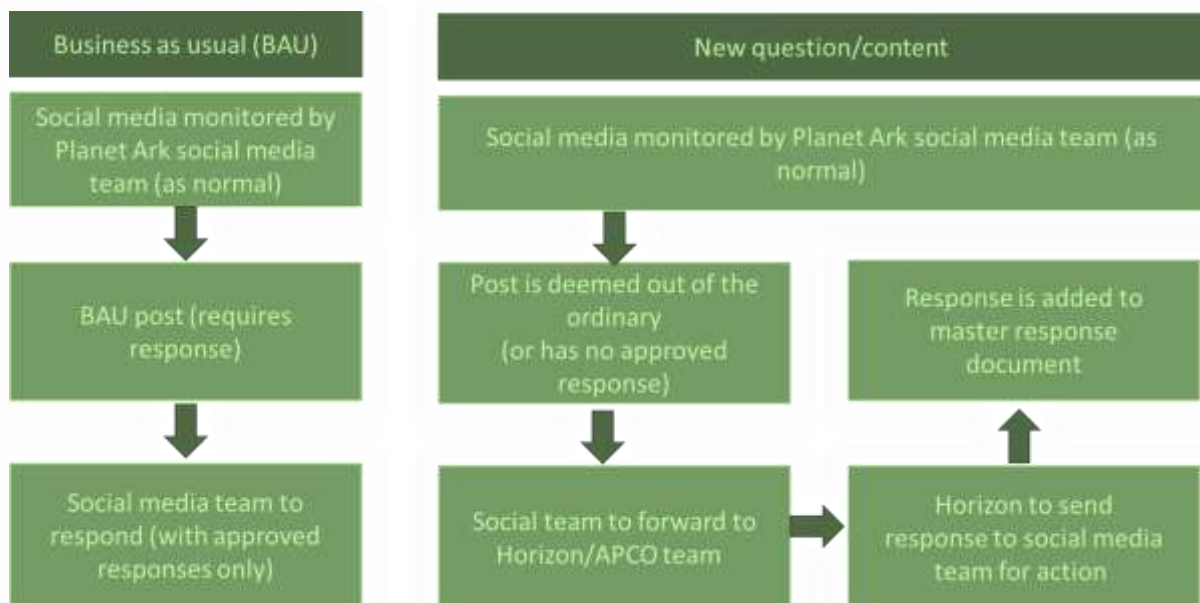 Business as usual (BAU)
Social media monitored by
Planet Ark social media
team (as normal)
BAU post (requires
response)
Social media team to
respond (with approved
responses only)
New question/content
Social media monitored by Planet Ark social media team (as
normal)
Post is deemed out of the
ordinary
(or has no approved
response)
Social team to forward to
Horizon/APCO team
Horizon to send
response to social media
team for action
Response is added to
master response
document